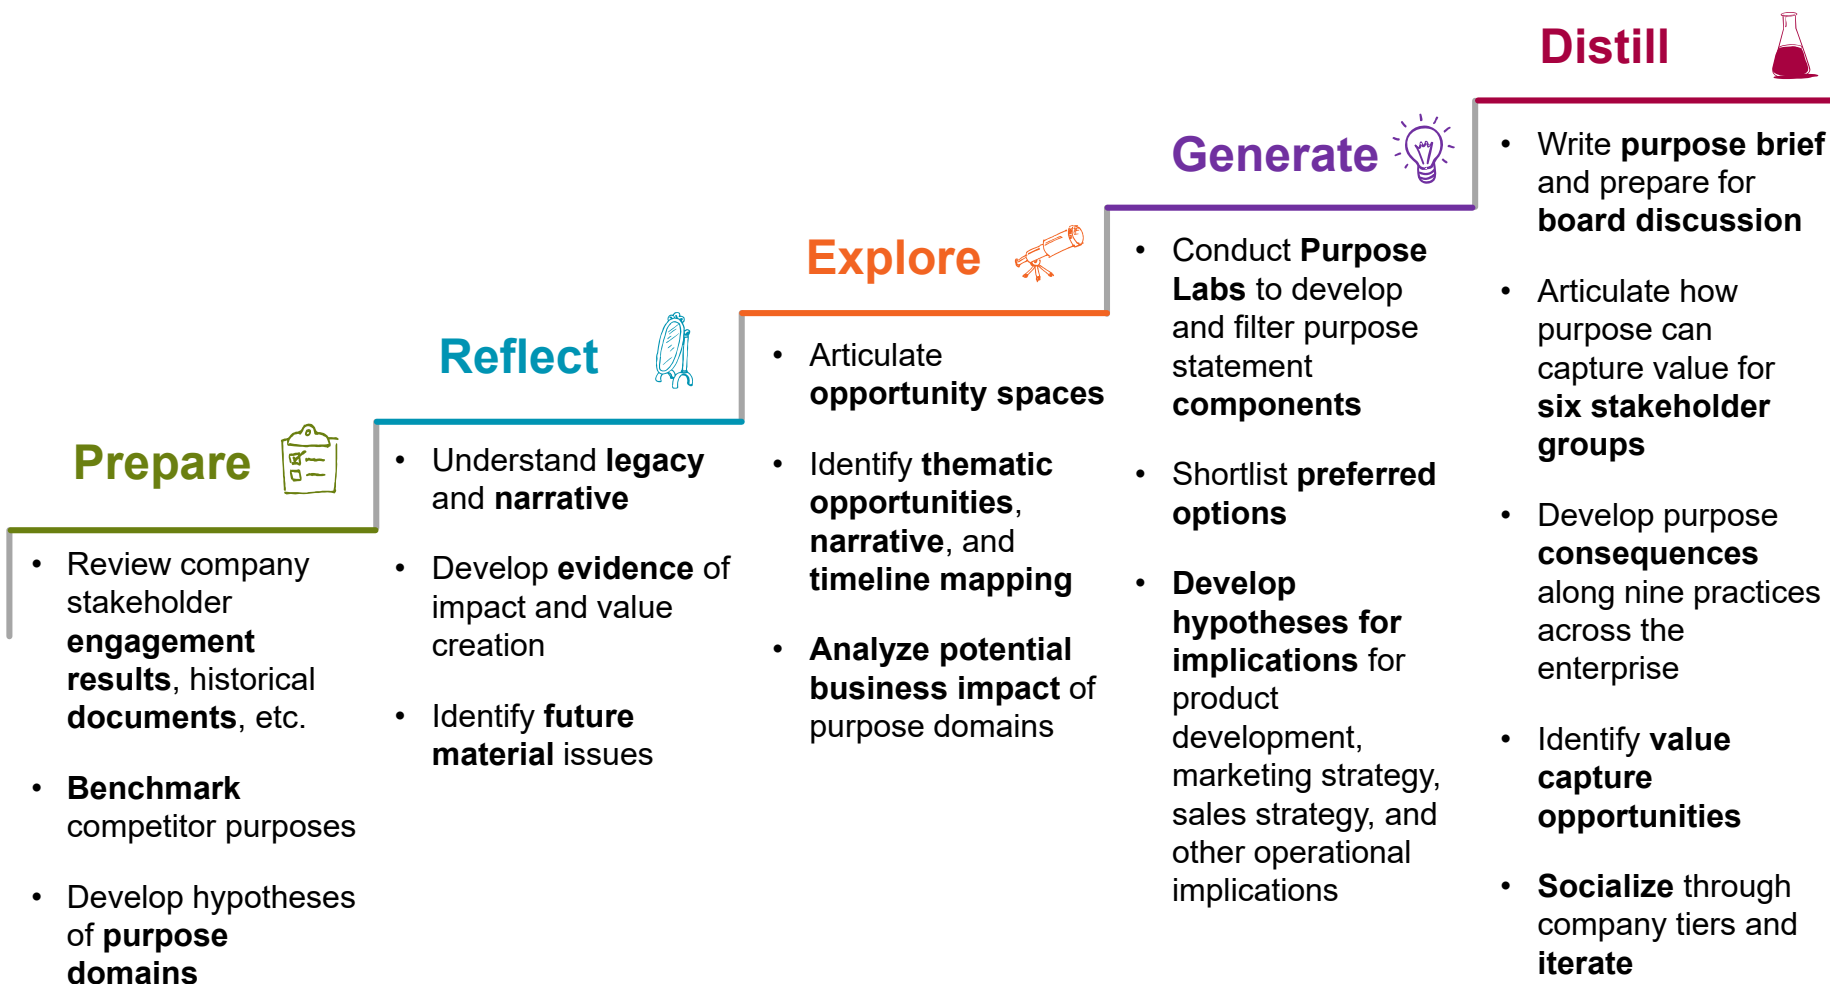 Prepare
• Review company
stakeholder
engagement
results, historical
documents, etc.
• Benchmark
competitor purposes
• Develop hypotheses
of purpose
domains
Reflect
• Understand legacy
and narrative
• Develop evidence of
impact and value
creation
• Identify future
material issues
Explore
• Articulate
opportunity spaces
• Identify thematic
opportunities,
narrative, and
timeline mapping
• Analyze potential
business impact of
purpose domains
Generate
• Conduct Purpose
Labs to develop
and filter purpose
statement
components
• Shortlist preferred
options
• Develop
hypotheses for
implications for
product
development,
marketing strategy,
sales strategy, and
other operational
implications
Distill
• Write purpose brief
and prepare for
board discussion
• Articulate how
purpose can
capture value for
six stakeholder
groups
• Develop purpose
consequences
along nine practices
across the
enterprise
• Identify value
capture
opportunities
• Socialize through
company tiers and
iterate